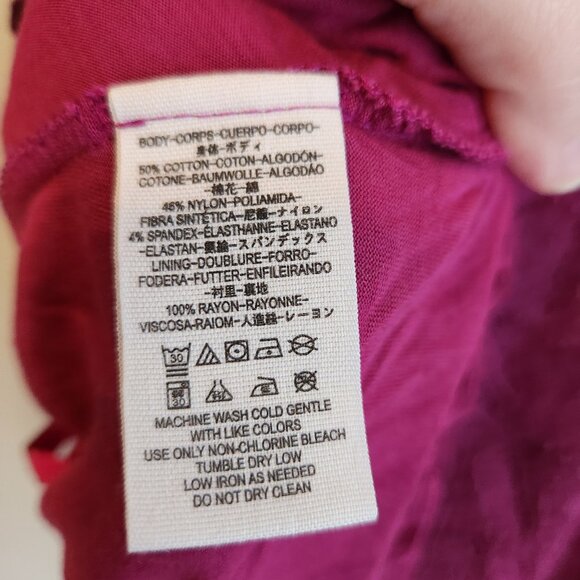 BODY-CORPS-CUERPO-CORPO-
-身体-ボディ
50% COTTON-COTON-ALGODÓN-
COTONE-BAUMWOLLE-ALGODÃO
-棉花-綿
46% NYLON-POLIAMIDA-
FIBRA SINTÉTICA-尼龍-ナイロン
4% SPANDEX-ÉLASTHANNE-ELASTANO
-ELASTAN-氨綸-スパンデックス
LINING-DOUBLURE-FORRO-
FODERA-FUTTER-ENFILEIRANDO
-衬里-裏地
100% RAYON-RAYONNE-
VISCOSA-RAIOM-人造絲-レーヨン
30
MACHINE WASH COLD GENTLE
WITH LIKE COLORS
USE ONLY NON-CHLORINE BLEACH
TUMBLE DRY LOW
LOW IRON AS NEEDED
DO NOT DRY CLEAN